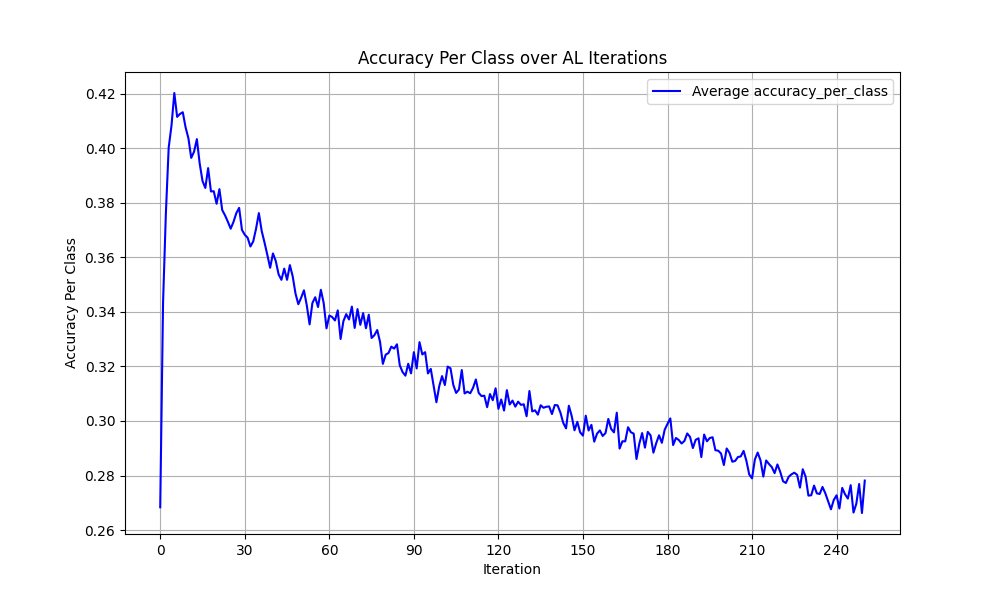 Accuracy Per Class over AL Iterations
Average accuracy_per_class
Accuracy Per Class
0.42
0.40
0.38
0.36
0.34
0.32
0.30
0.28
0.26
0 30 60 90 120 150 180 210 240
Iteration